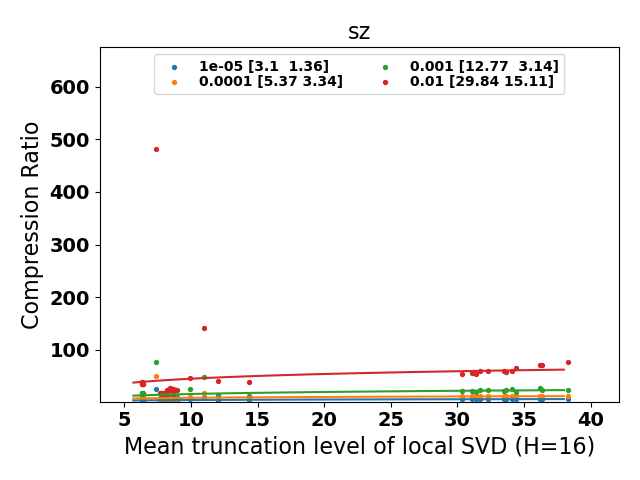 sz
1e-05 [3.1  1.36]
0.0001 [5.37 3.34]
0.001 [12.77  3.14]
0.01 [29.84 15.11]
Compression Ratio
600
500
400
300
200
100
5 10 15 20 25 30 35 40
Mean truncation level of local SVD (H=16)